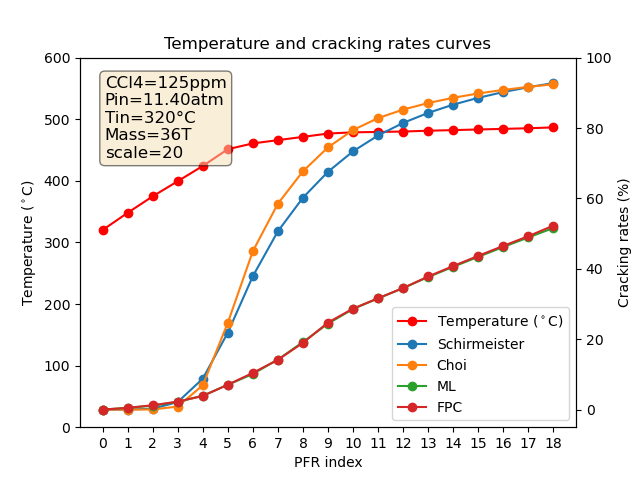 Temperature and cracking rates curves
CCl4=125ppm
Pin=11.40atm
Tin=320°C
Mass=36T
scale=20
Temperature (°C)
600
500
400
300
200
100
0
Cracking rates (%)
100
80
60
40
20
0
Temperature (°C)
Schirmeister
Choi
ML
FPC
0 1 2 3 4 5 6 7 8 9 10 11 12 13 14 15 16 17 18
PFR index